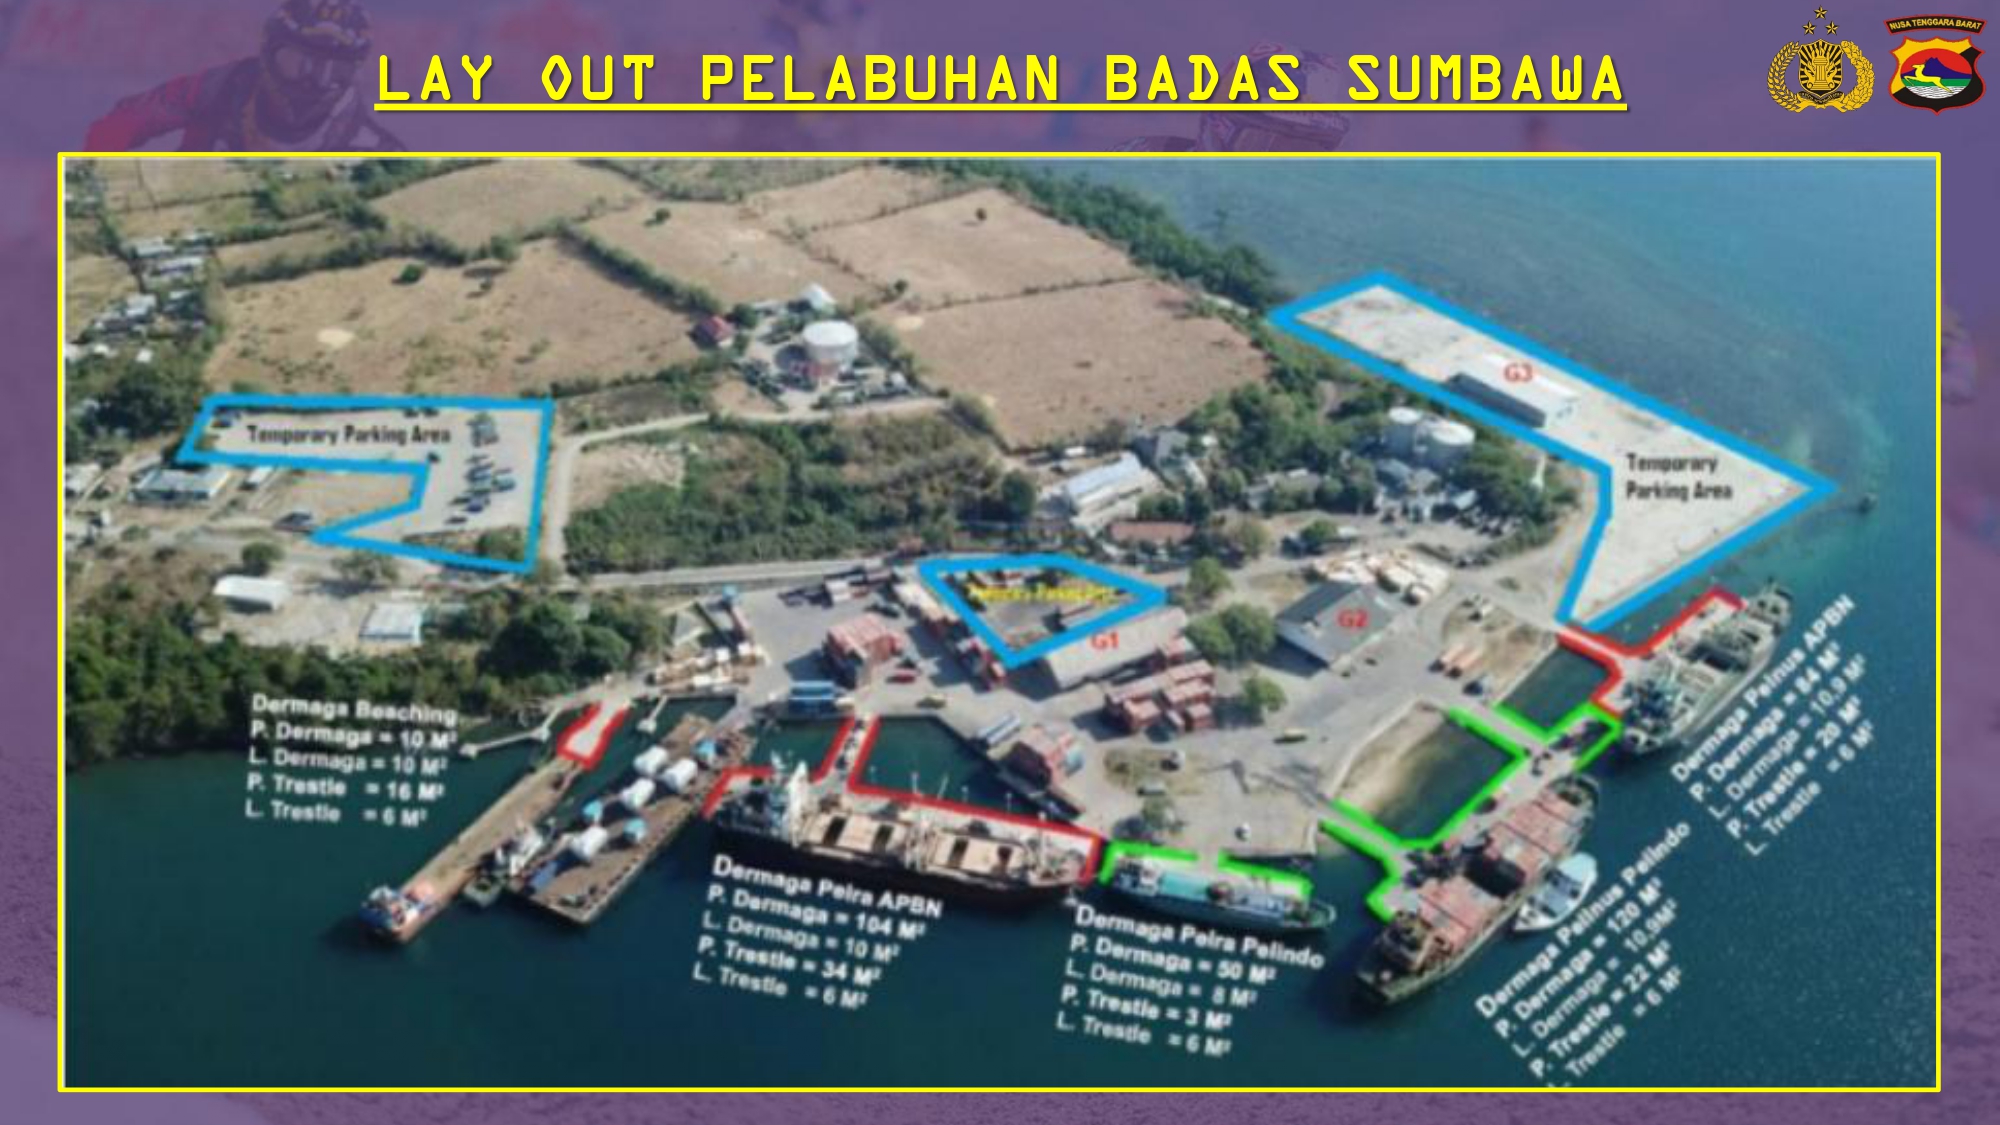 LAY OUT PELABUHAN BADAS SUMBAWA
NUSA TENGGARA BARAT
G3
Temporary Parking Area
Temporary
Parking Area
G1
G2
Dermaga Beaching
P. Dermaga = 10 M²
L. Dermaga = 10 M²
P. Trestle = 16 M²
L. Trestle = 6 M²
Dermaga Pelra APBN
P. Dermaga = 104 M²
L. Dermaga = 10 M²
P. Trestle = 34 M²
L. Trestle = 6 M²
Dermaga Pelra Pelindo
P. Dermaga = 50 M²
L. Dermaga = 8 M²
P. Trestle = 3 M²
L. Trestle = 6 M²
Dermaga Pelnus Pelindo
P. Dermaga = 120 M²
L. Dermaga = 10,9M²
P. Trestle = 22 M²
L. Trestle = 6 M²
Dermaga Pelnus APBN
P. Dermaga = 84 M²
L. Dermaga = 10,9 M²
P. Trestle = 20 M²
L. Trestle = 6 M²